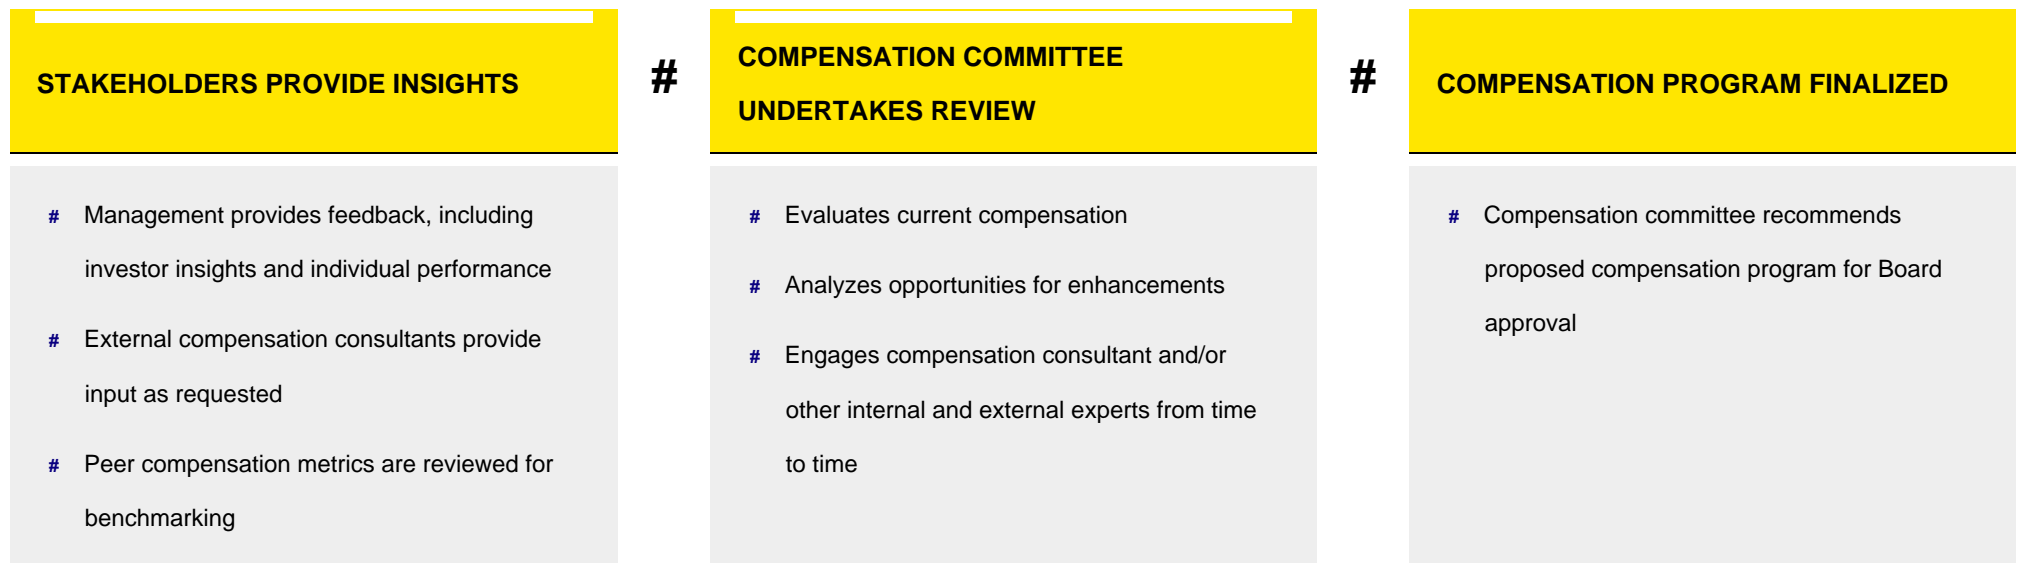 STAKEHOLDERS PROVIDE INSIGHTS
#
COMPENSATION COMMITTEE
UNDERTAKES REVIEW
#
COMPENSATION PROGRAM FINALIZED
# Management provides feedback, including
investor insights and individual performance
# External compensation consultants provide
input as requested
# Peer compensation metrics are reviewed for
benchmarking
# Evaluates current compensation
# Analyzes opportunities for enhancements
# Engages compensation consultant and/or
other internal and external experts from time
to time
# Compensation committee recommends
proposed compensation program for Board
approval